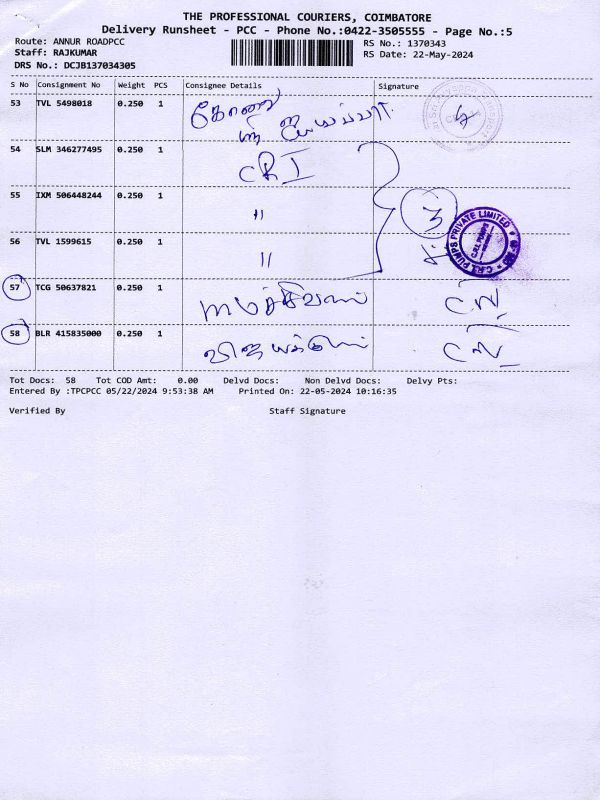 THE PROFESSIONAL COURIERS, COIMBATORE
Delivery Runsheet - PCC - Phone No.:0422-3505555 - Page No.:5
Route: ANNUR ROADPCC RS No.: 1370343
Staff: RAJKUMAR RS Date: 22-May-2024
DRS No.: DCJB137034305
S No Consignment No Weight PCS Consignee Details Signature
53 TVL 5498018 0.250 1
54 SLM 346277495 0.250 1 CRI
55 IXM 506448244 0.250 1 "
3
56 TVL 1599615 0.250 1 "
C.R.I. PUMPS PRIVATE LIMITED
57 TCG 50637821 0.250 1
58 BLR 415835000 0.250 1
Tot Docs: 58 Tot COD Amt: 0.00 Delvd Docs: Non Delvd Docs: Delvy Pts:
Entered By :TPCPCC 05/22/2024 9:53:38 AM Printed On: 22-05-2024 10:16:35
Verified By Staff Signature